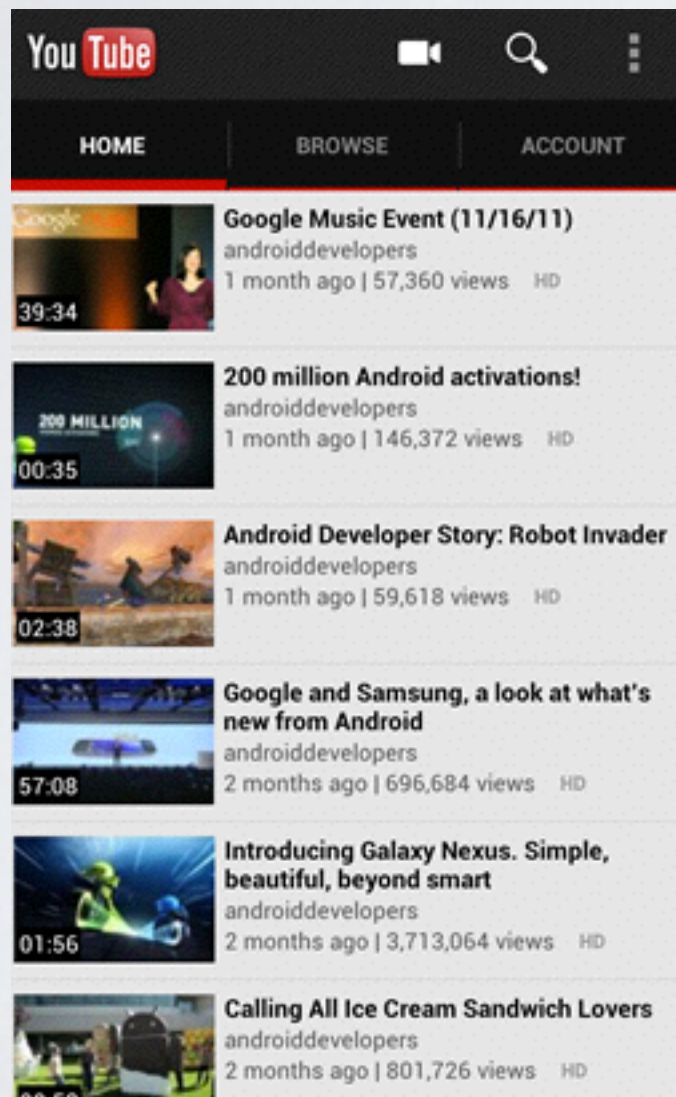 You Tube
HOME BROWSE ACCOUNT
Google
39:34
Google Music Event (11/16/11)
androiddevelopers
1 month ago | 57,360 views HD
200 MILLION
00:35
200 million Android activations!
androiddevelopers
1 month ago | 146,372 views HD
02:38
Android Developer Story: Robot Invader
androiddevelopers
1 month ago | 59,618 views HD
57:08
Google and Samsung, a look at what's
new from Android
androiddevelopers
2 months ago | 696,684 views HD
01:56
Introducing Galaxy Nexus. Simple,
beautiful, beyond smart
androiddevelopers
2 months ago | 3,713,064 views HD
Calling All Ice Cream Sandwich Lovers
androiddevelopers
2 months ago | 801,726 views HD